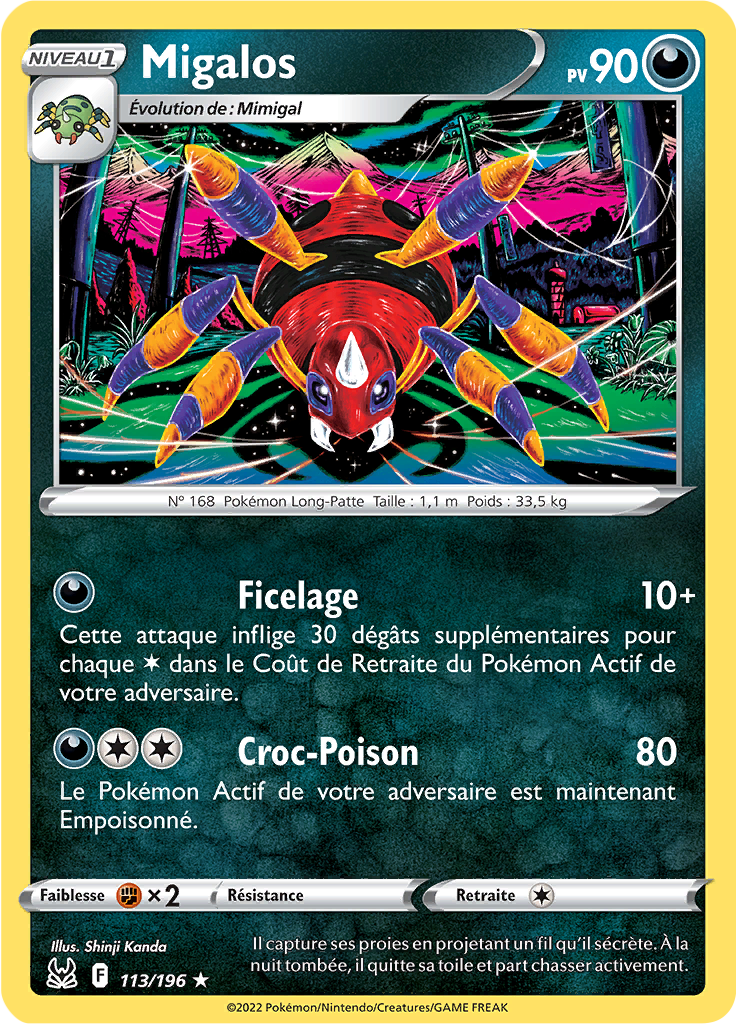 NIVEAU 1
Migalos
PV 90
Évolution de : Mimigal
Nº 168 Pokémon Long-Patte Taille : 1,1 m Poids : 33,5 kg
Ficelage 10+
Cette attaque inflige 30 dégâts supplémentaires pour
chaque ✶ dans le Coût de Retraite du Pokémon Actif de
votre adversaire.
Croc-Poison 80
Le Pokémon Actif de votre adversaire est maintenant
Empoisonné.
Faiblesse ×2 Résistance Retraite
Illus. Shinji Kanda
Il capture ses proies en projetant un fil qu'il sécrète. À la
nuit tombée, il quitte sa toile et part chasser activement.
F 113/196 ★
©2022 Pokémon/Nintendo/Creatures/GAME FREAK